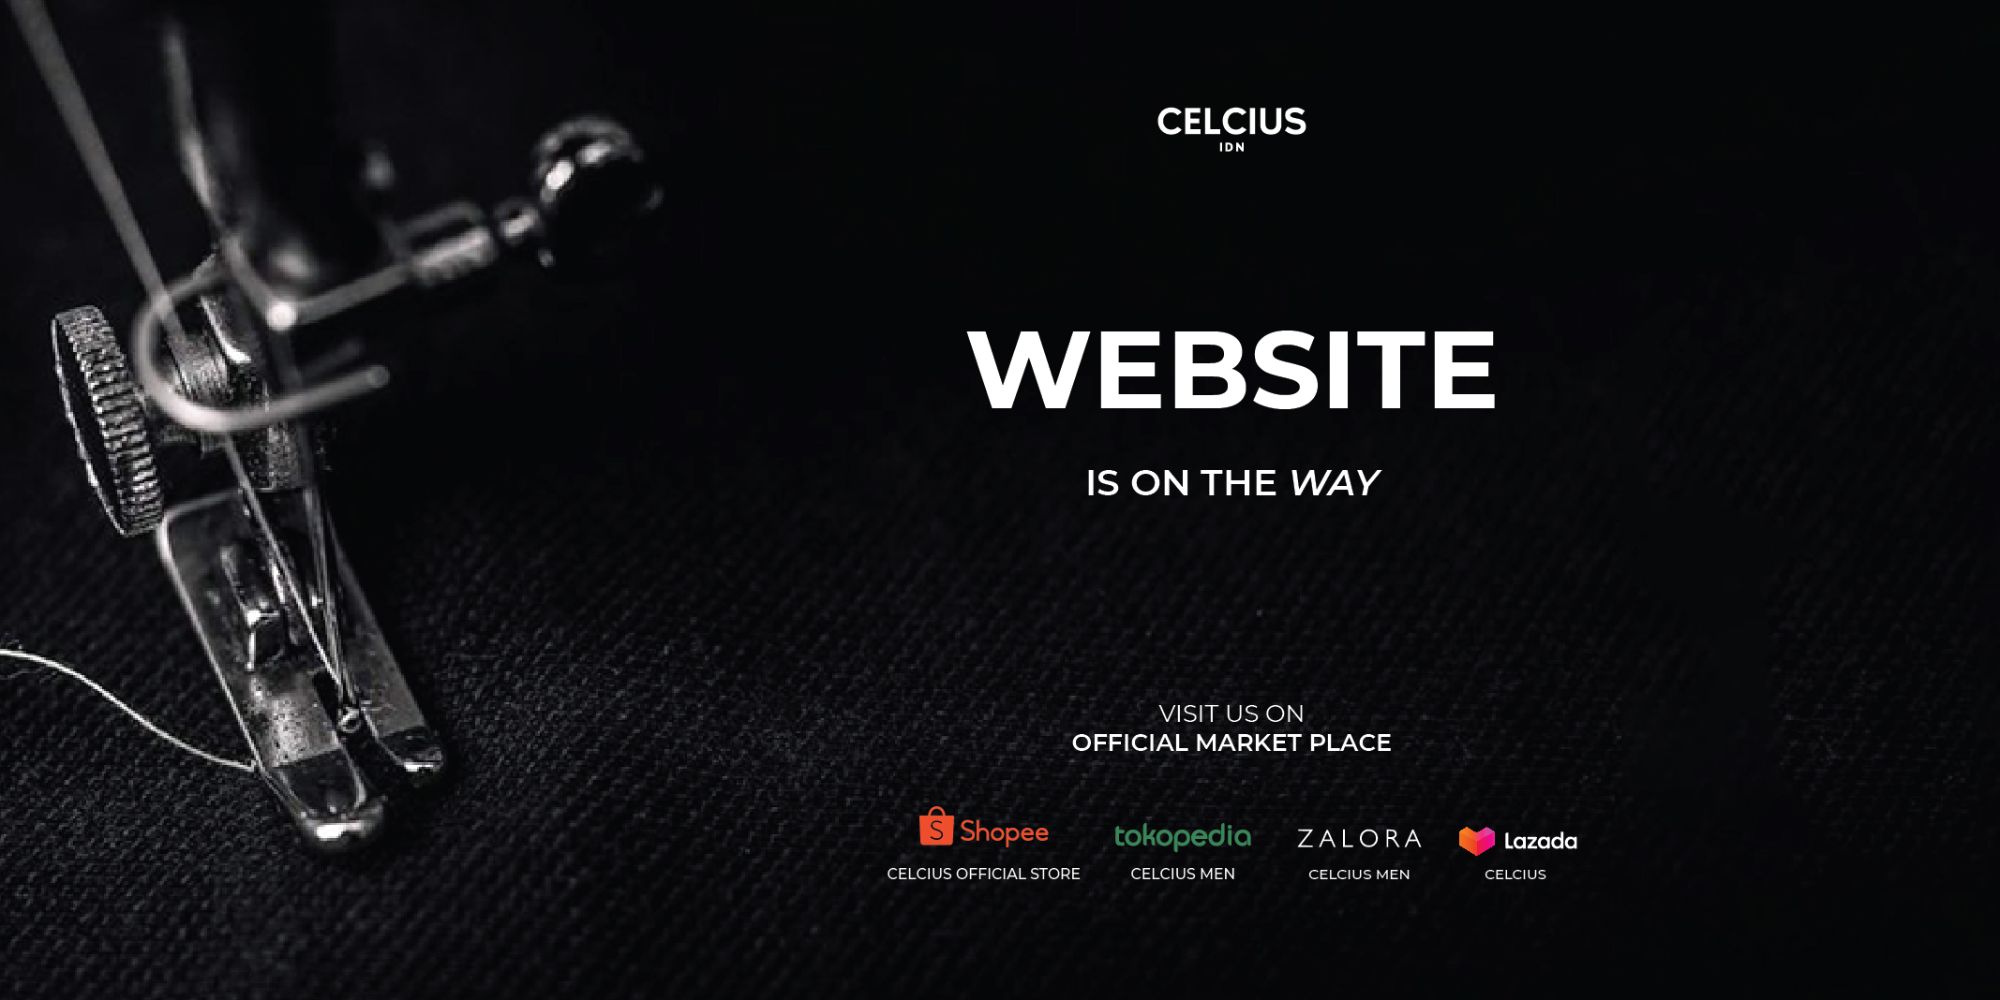 CELCIUS
IDN
WEBSITE
IS ON THE WAY
VISIT US ON
OFFICIAL MARKET PLACE
S Shopee
tokopedia
ZALORA
Lazada
CELCIUS OFFICIAL STORE
CELCIUS MEN
CELCIUS MEN
CELCIUS